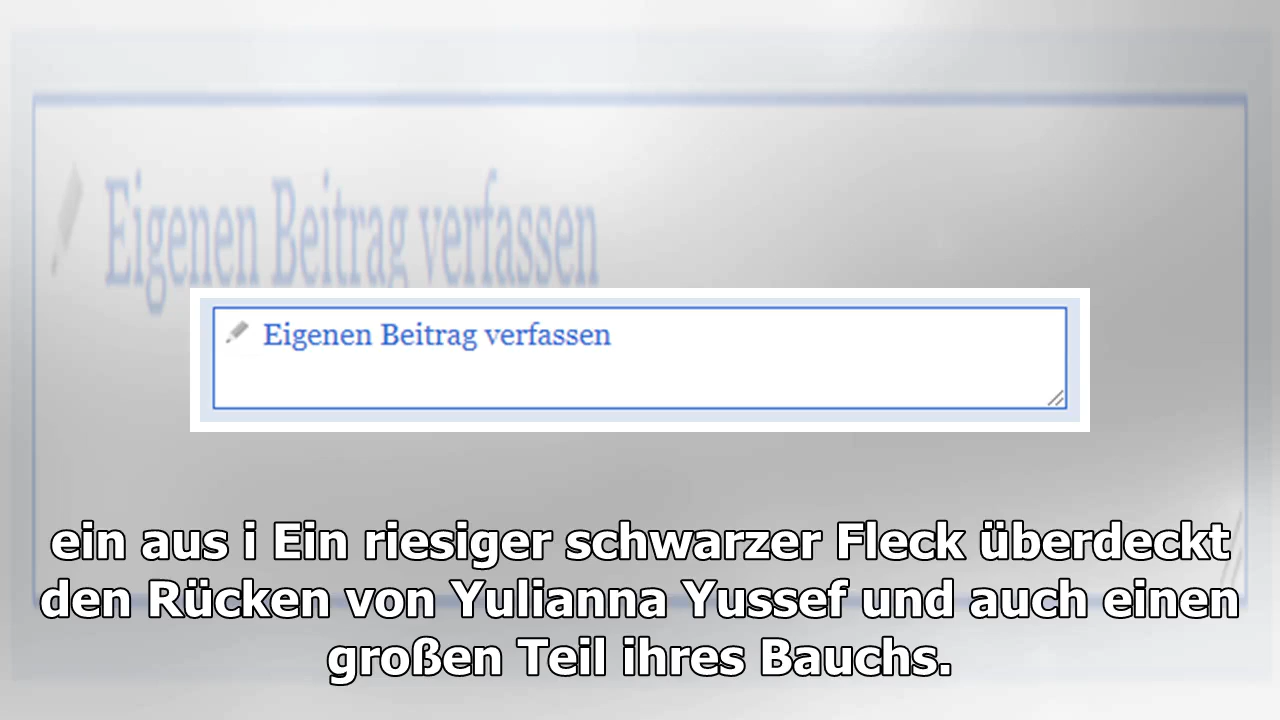 Eigenen Beitrag verfassen
Eigenen Beitrag verfassen
ein aus i Ein riesiger schwarzer Fleck überdeckt
den Rücken von Yulianna Yussef und auch einen
großen Teil ihres Bauchs.